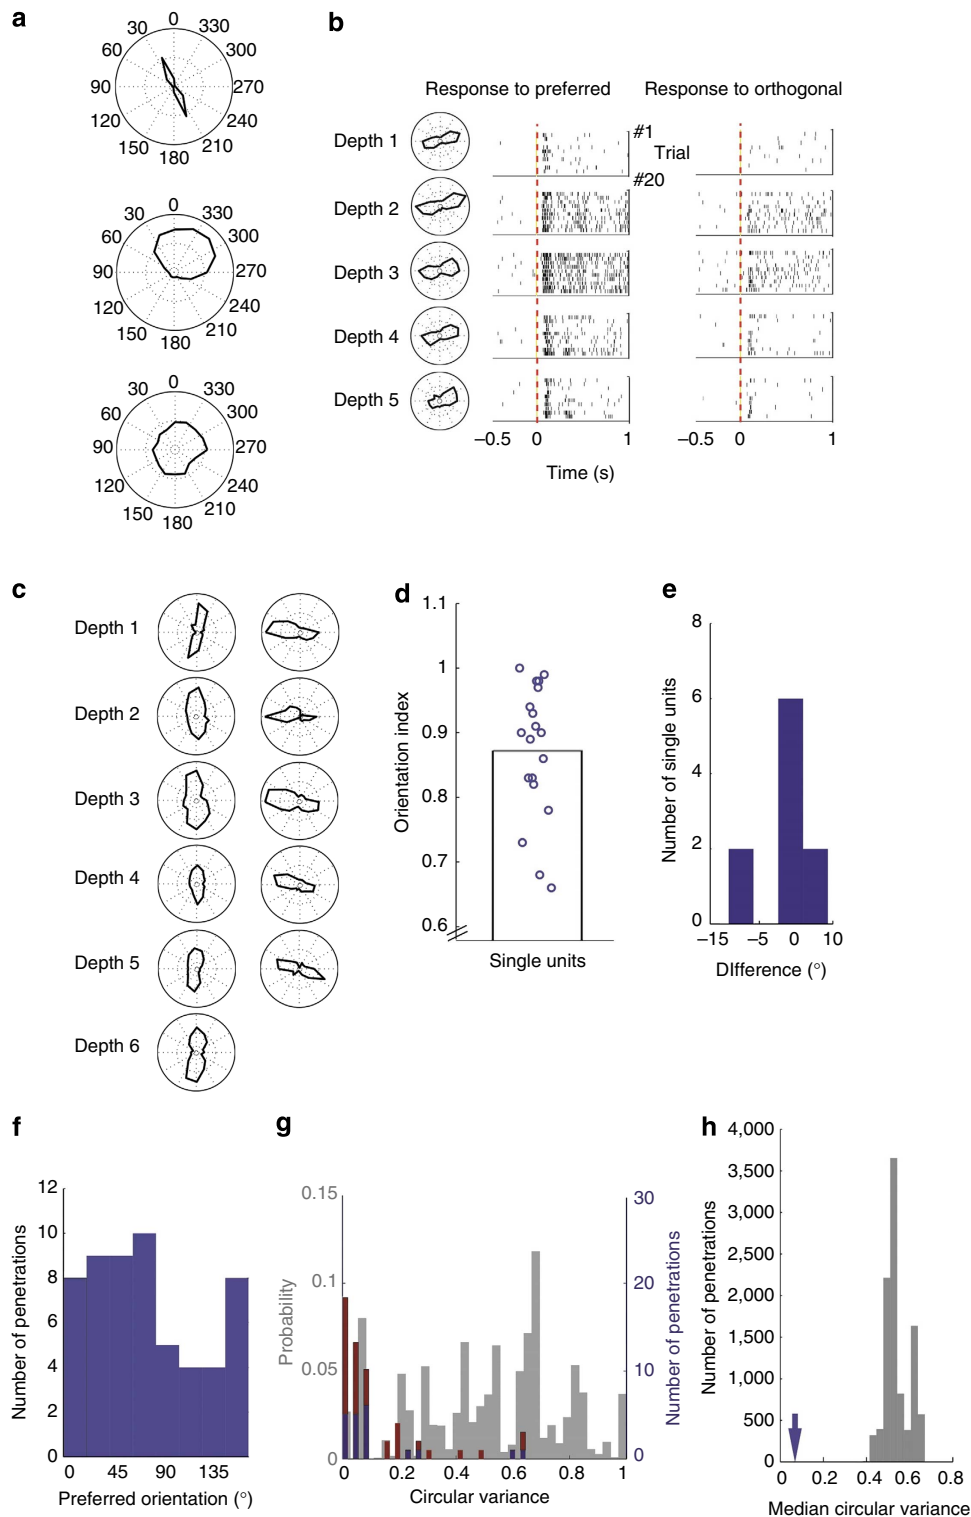 a
0
30
330
60
300
90
270
120
240
150
210
180
0
30
330
60
300
90
270
120
240
150
210
180
0
30
330
60
300
90
270
120
240
150
210
180
b
Response to preferred
Response to orthogonal
Depth 1
#1
Trial
#20
Depth 2
Depth 3
Depth 4
Depth 5
−0.5
0
1
−0.5
0
1
Time (s)
c
Depth 1
Depth 2
Depth 3
Depth 4
Depth 5
Depth 6
d
1.1
1
0.9
0.8
0.7
0.6
Orientation index
Single units
e
8
6
4
2
0
Number of single units
−15
−5
0
10
DIfference (°)
f
12
10
8
6
4
2
0
Number of penetrations
0
45
90
135
Preferred orientation (°)
g
0.15
0.1
0.05
0
Probability
30
20
10
0
Number of penetrations
0
0.2
0.4
0.6
0.8
1
Circular variance
h
4,000
3,500
3,000
2,500
2,000
1,500
1,000
500
0
Number of penetrations
0
0.2
0.4
0.6
0.8
Median circular variance